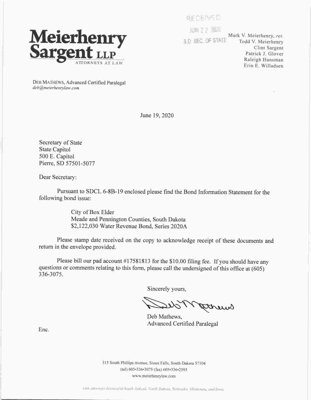 Meierhenry
Sargent LLP
ATTORNEYS AT LAW
RECEIVED
JUN 22 2020
S.D. SEC. OF STATE
Mark V. Meierhenry, ret.
Todd V. Meierhenry
Clint Sargent
Patrick J. Glover
Raleigh Hansman
Erin E. Willadsen
DEB MATHEWS, Advanced Certified Paralegal
deb@meierhenrylaw.com
June 19, 2020
Secretary of State
State Capitol
500 E. Capitol
Pierre, SD 57501-5077
Dear Secretary:
Pursuant to SDCL 6-8B-19 enclosed please find the Bond Information Statement for the
following bond issue:
City of Box Elder
Meade and Pennington Counties, South Dakota
$2,122,030 Water Revenue Bond, Series 2020A
Please stamp date received on the copy to acknowledge receipt of these documents and
return in the envelope provided.
Please bill our pad account #17581813 for the $10.00 filing fee. If you should have any
questions or comments relating to this form, please call the undersigned of this office at (605)
336-3075.
Sincerely yours,
Deb Mathews
Deb Mathews,
Advanced Certified Paralegal
Enc.
315 South Phillips Avenue, Sioux Falls, South Dakota 57104
(tel) 605-336-3075 (fax) 605-336-2593
www.meierhenrylaw.com
with attorneys licensed in South Dakota, North Dakota, Nebraska, Minnesota, and Iowa